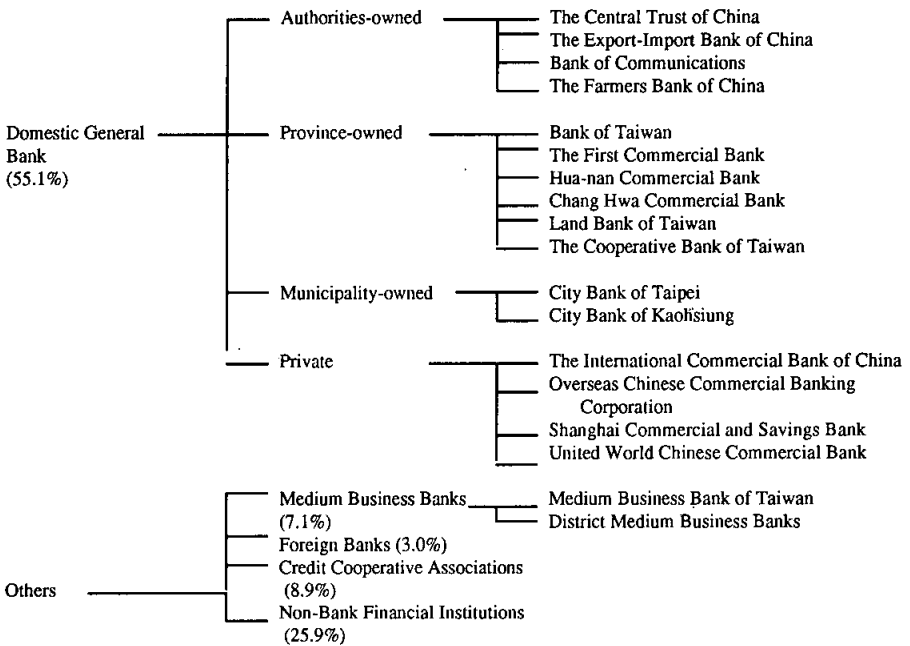 Authorities-owned
The Central Trust of China
The Export-Import Bank of China
Bank of Communications
The Farmers Bank of China
Domestic General
Bank
(55.1%)
Province-owned
Bank of Taiwan
The First Commercial Bank
Hua-nan Commercial Bank
Chang Hwa Commercial Bank
Land Bank of Taiwan
The Cooperative Bank of Taiwan
Municipality-owned
City Bank of Taipei
City Bank of Kaohsiung
Private
The International Commercial Bank of China
Overseas Chinese Commercial Banking
Corporation
Shanghai Commercial and Savings Bank
United World Chinese Commercial Bank
Others
Medium Business Banks
(7.1%)
Medium Business Bank of Taiwan
District Medium Business Banks
Foreign Banks (3.0%)
Credit Cooperative Associations
(8.9%)
Non-Bank Financial Institutions
(25.9%)